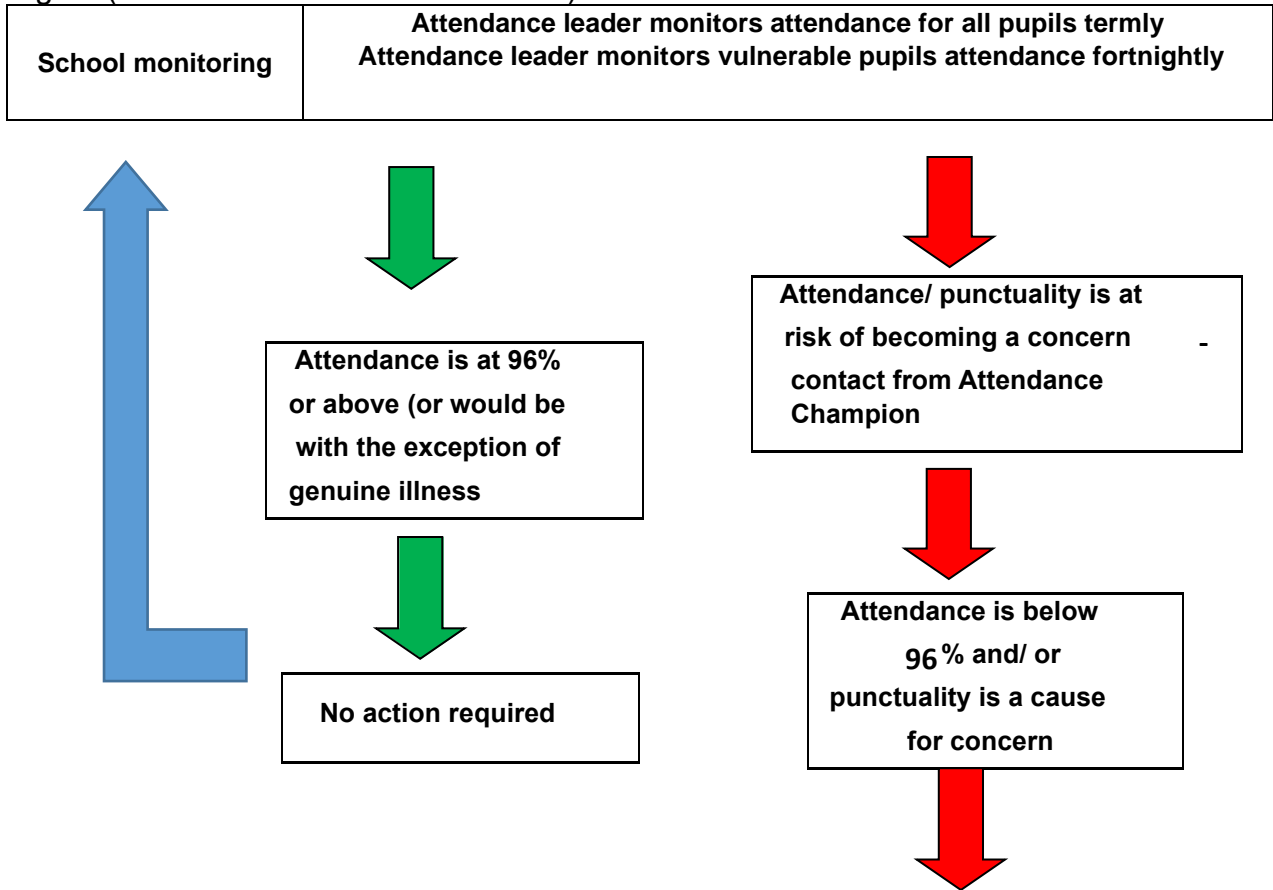 School monitoring
Attendance leader monitors attendance for all pupils termly
Attendance leader monitors vulnerable pupils attendance fortnightly
Attendance is at 96%
or above (or would be
with the exception of
genuine illness
No action required
Attendance/ punctuality is at
risk of becoming a concern -
contact from Attendance
Champion
Attendance is below
96% and/ or
punctuality is a cause
for concern